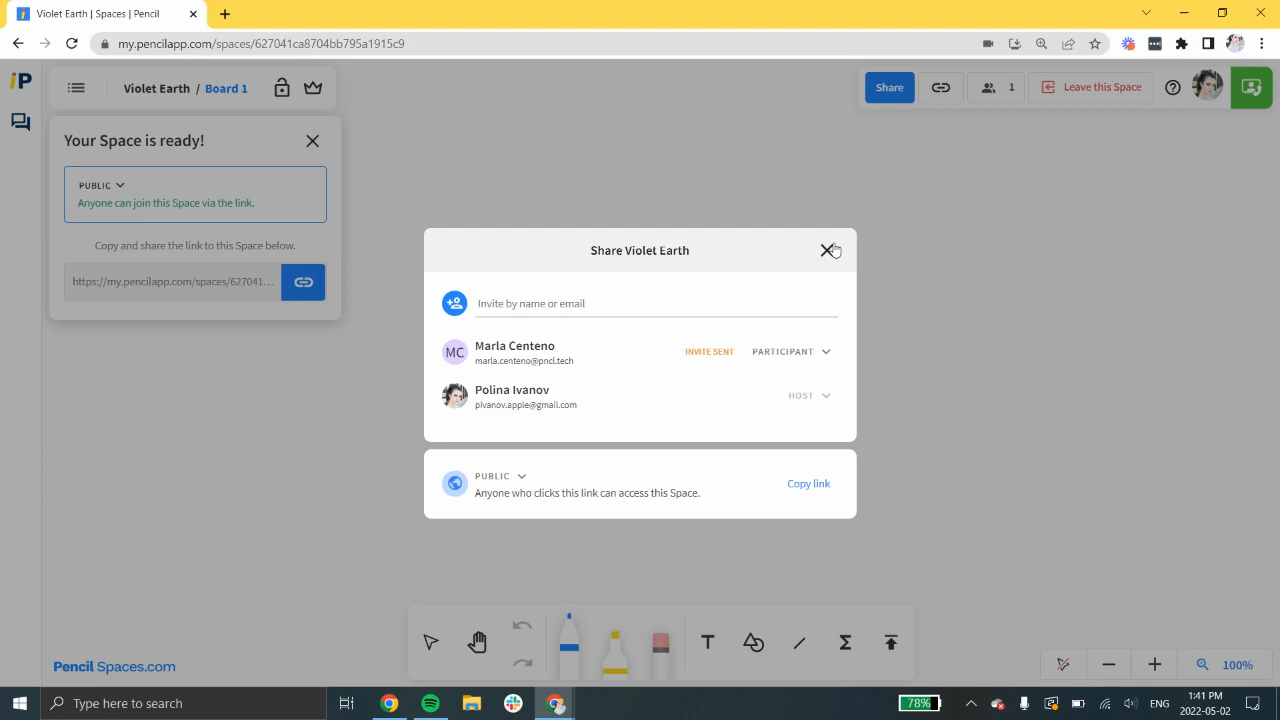 Violet Earth | Spaces | Pencil
my.pencilapp.com/spaces/627041ca8704bb795a1915c9
iP
Violet Earth / Board 1
Share
1
Leave this Space
Your Space is ready!
PUBLIC
Anyone can join this Space via the link.
Copy and share the link to this Space below.
https://my.pencilapp.com/spaces/627041...
Share Violet Earth
Invite by name or email
MC
Marla Centeno
marla.centeno@pncl.tech
INVITE SENT
PARTICIPANT
Polina Ivanov
pivanov.apple@gmail.com
HOST
PUBLIC
Anyone who clicks this link can access this Space.
Copy link
T
Σ
Pencil Spaces.com
100%
Type here to search
78%
ENG
1:41 PM
2022-05-02